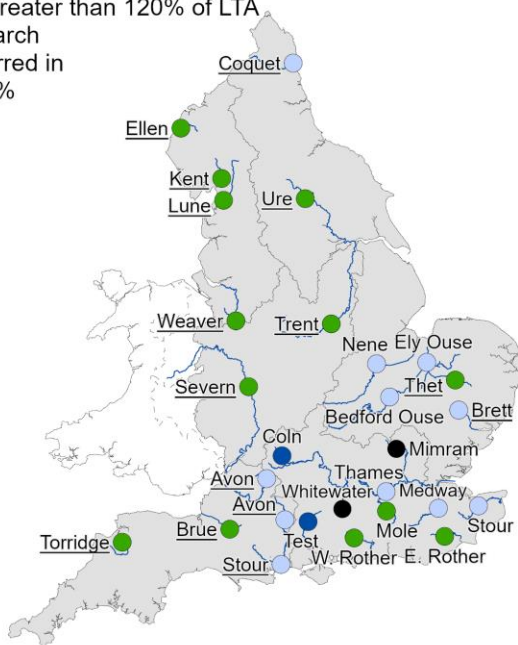 reater than 120% of LTA
arch
rred in
%
Coquet
Ellen
Kent
Lune
Ure
Weaver
Trent
Nene
Ely Ouse
Severn
Thet
Bedford Ouse
Brett
Coln
Mimram
Avon
Thames
Avon
Whitewater
Medway
Torridge
Brue
Test
Mole
Stour
Stour
W. Rother
E. Rother